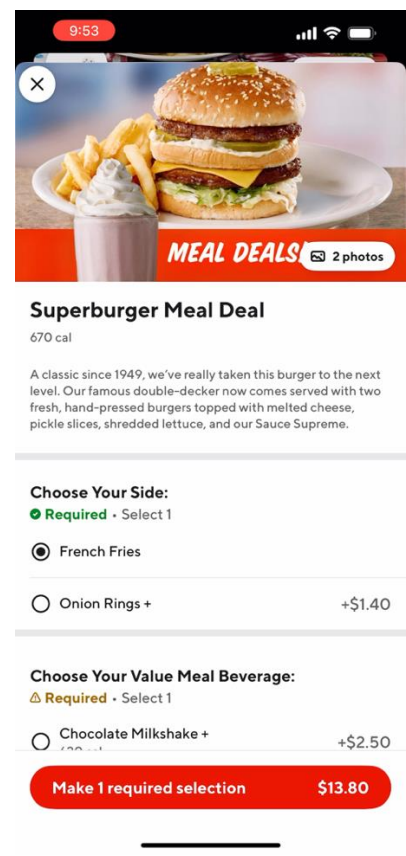 9:53
MEAL DEALS
2 photos
Superburger Meal Deal
670 cal
A classic since 1949, we've really taken this burger to the next
level. Our famous double-decker now comes served with two
fresh, hand-pressed burgers topped with melted cheese,
pickle slices, shredded lettuce, and our Sauce Supreme.
Choose Your Side:
Required • Select 1
French Fries
Onion Rings + +$1.40
Choose Your Value Meal Beverage:
Required • Select 1
Chocolate Milkshake + +$2.50
Make 1 required selection $13.80